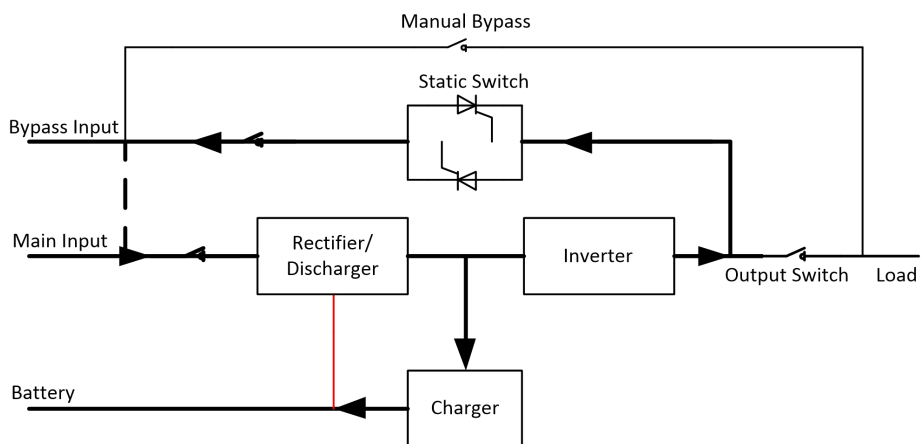 Manual Bypass
Static Switch
Bypass Input
Main Input
Rectifier/
Discharger
Inverter
Output Switch
Load
Battery
Charger